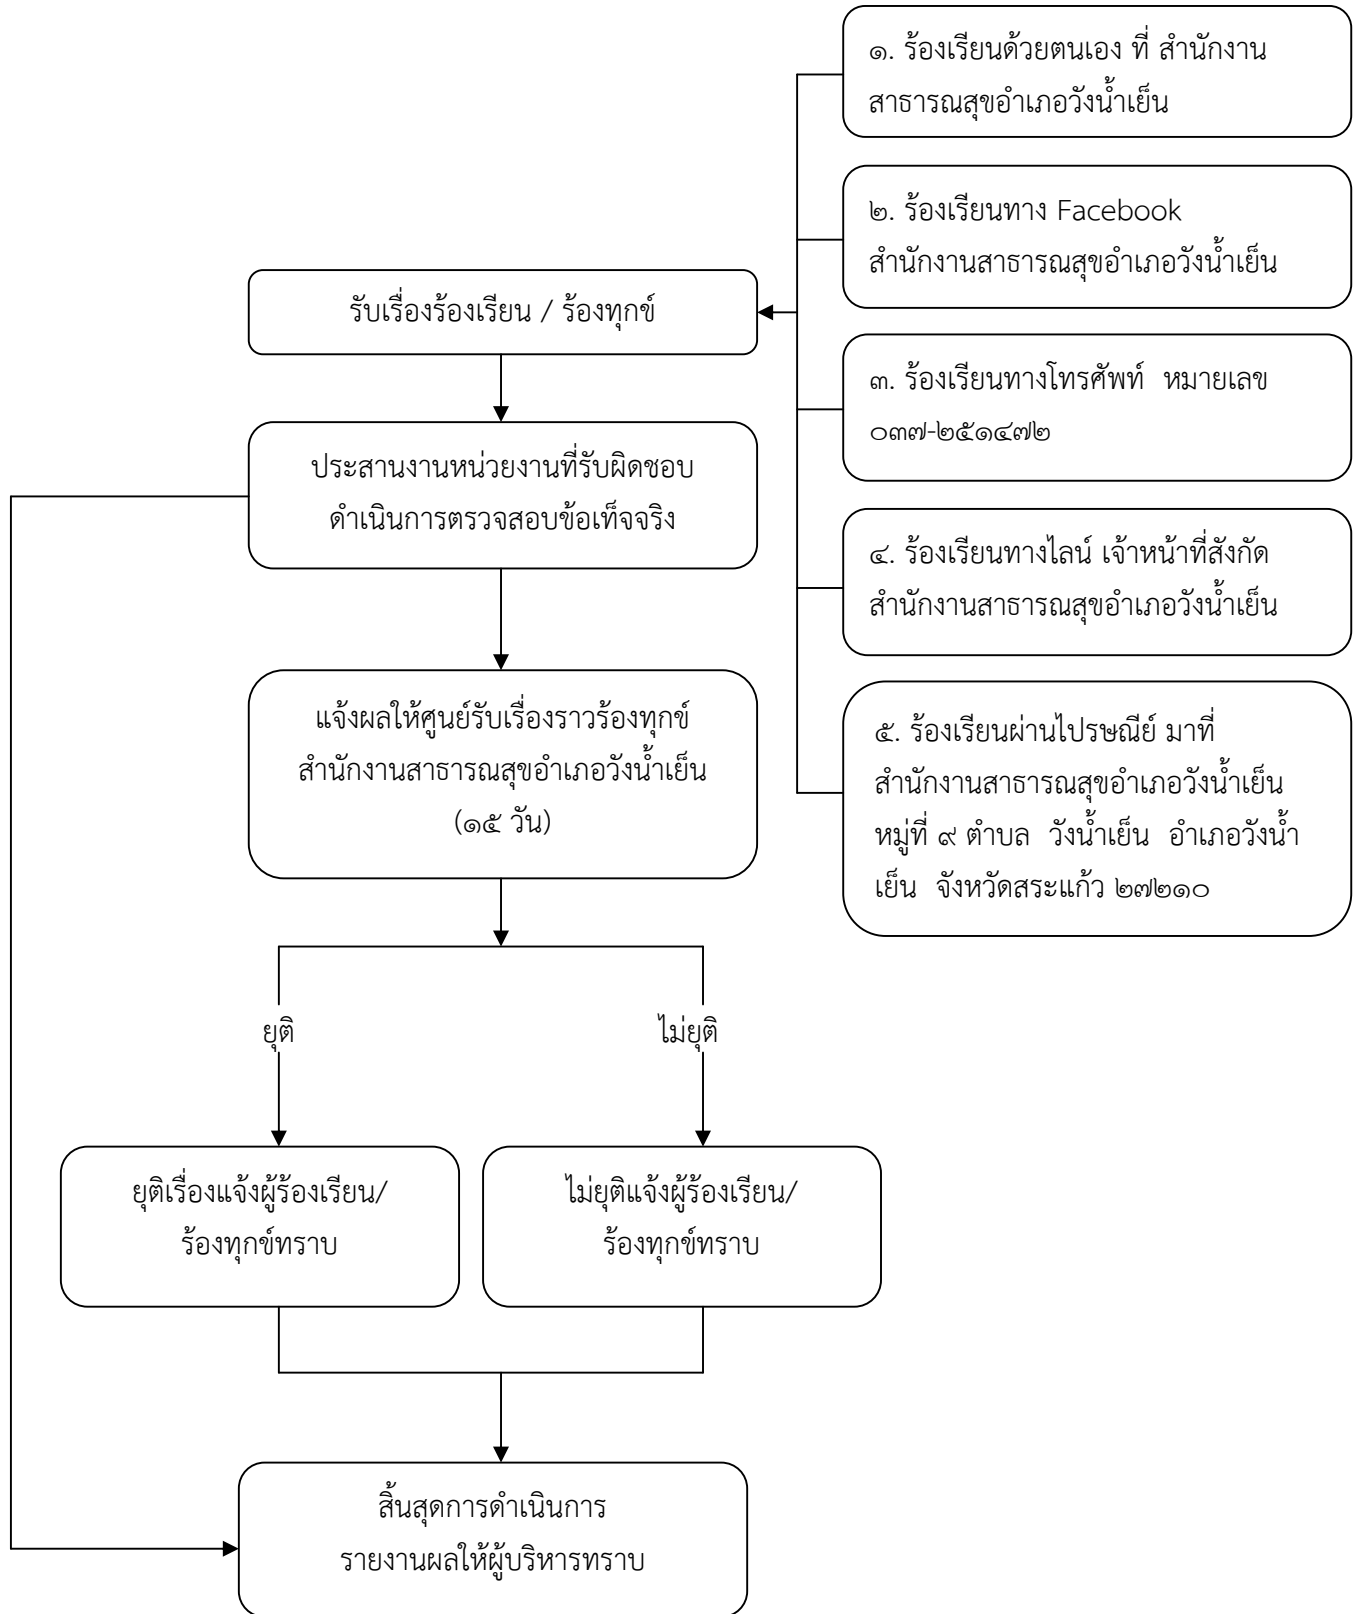 ๑. ร้องเรียนด้วยตนเอง ที่ สำนักงาน
สาธารณสุขอำเภอวังน้ำเย็น
๒. ร้องเรียนทาง Facebook
สำนักงานสาธารณสุขอำเภอวังน้ำเย็น
๓. ร้องเรียนทางโทรศัพท์ หมายเลข
๐๓๗-๒๕๑๔๗๒
๔. ร้องเรียนทางไลน์ เจ้าหน้าที่สังกัด
สำนักงานสาธารณสุขอำเภอวังน้ำเย็น
๕. ร้องเรียนผ่านไปรษณีย์ มาที่
สำนักงานสาธารณสุขอำเภอวังน้ำเย็น
หมู่ที่ ๙ ตำบล วังน้ำเย็น อำเภอวังน้ำ
เย็น จังหวัดสระแก้ว ๒๗๒๑๐
รับเรื่องร้องเรียน / ร้องทุกข์
ประสานงานหน่วยงานที่รับผิดชอบ
ดำเนินการตรวจสอบข้อเท็จจริง
แจ้งผลให้ศูนย์รับเรื่องราวร้องทุกข์
สำนักงานสาธารณสุขอำเภอวังน้ำเย็น
(๑๕ วัน)
ยุติ
ไม่ยุติ
ยุติเรื่องแจ้งผู้ร้องเรียน/
ร้องทุกข์ทราบ
ไม่ยุติแจ้งผู้ร้องเรียน/
ร้องทุกข์ทราบ
สิ้นสุดการดำเนินการ
รายงานผลให้ผู้บริหารทราบ